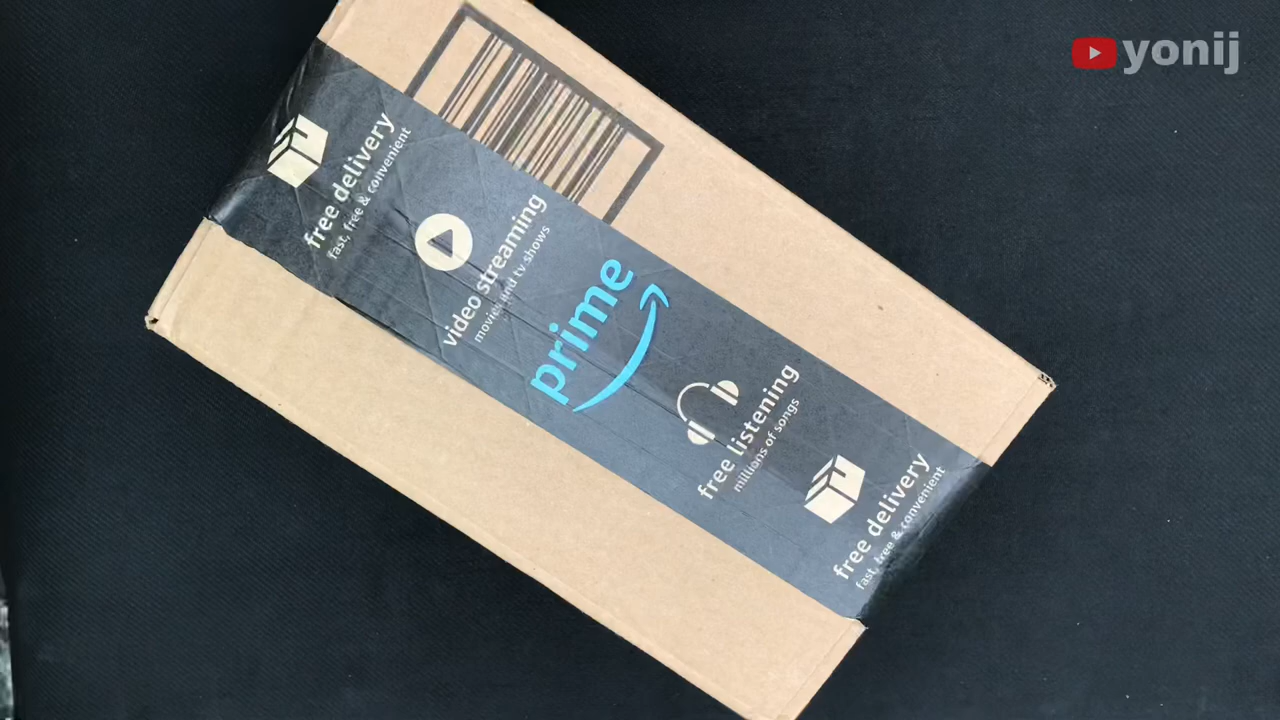 yonij
free delivery
fast, free & convenient
video streaming
movies and tv shows
prime
free listening
millions of songs
free delivery
fast, free & convenient